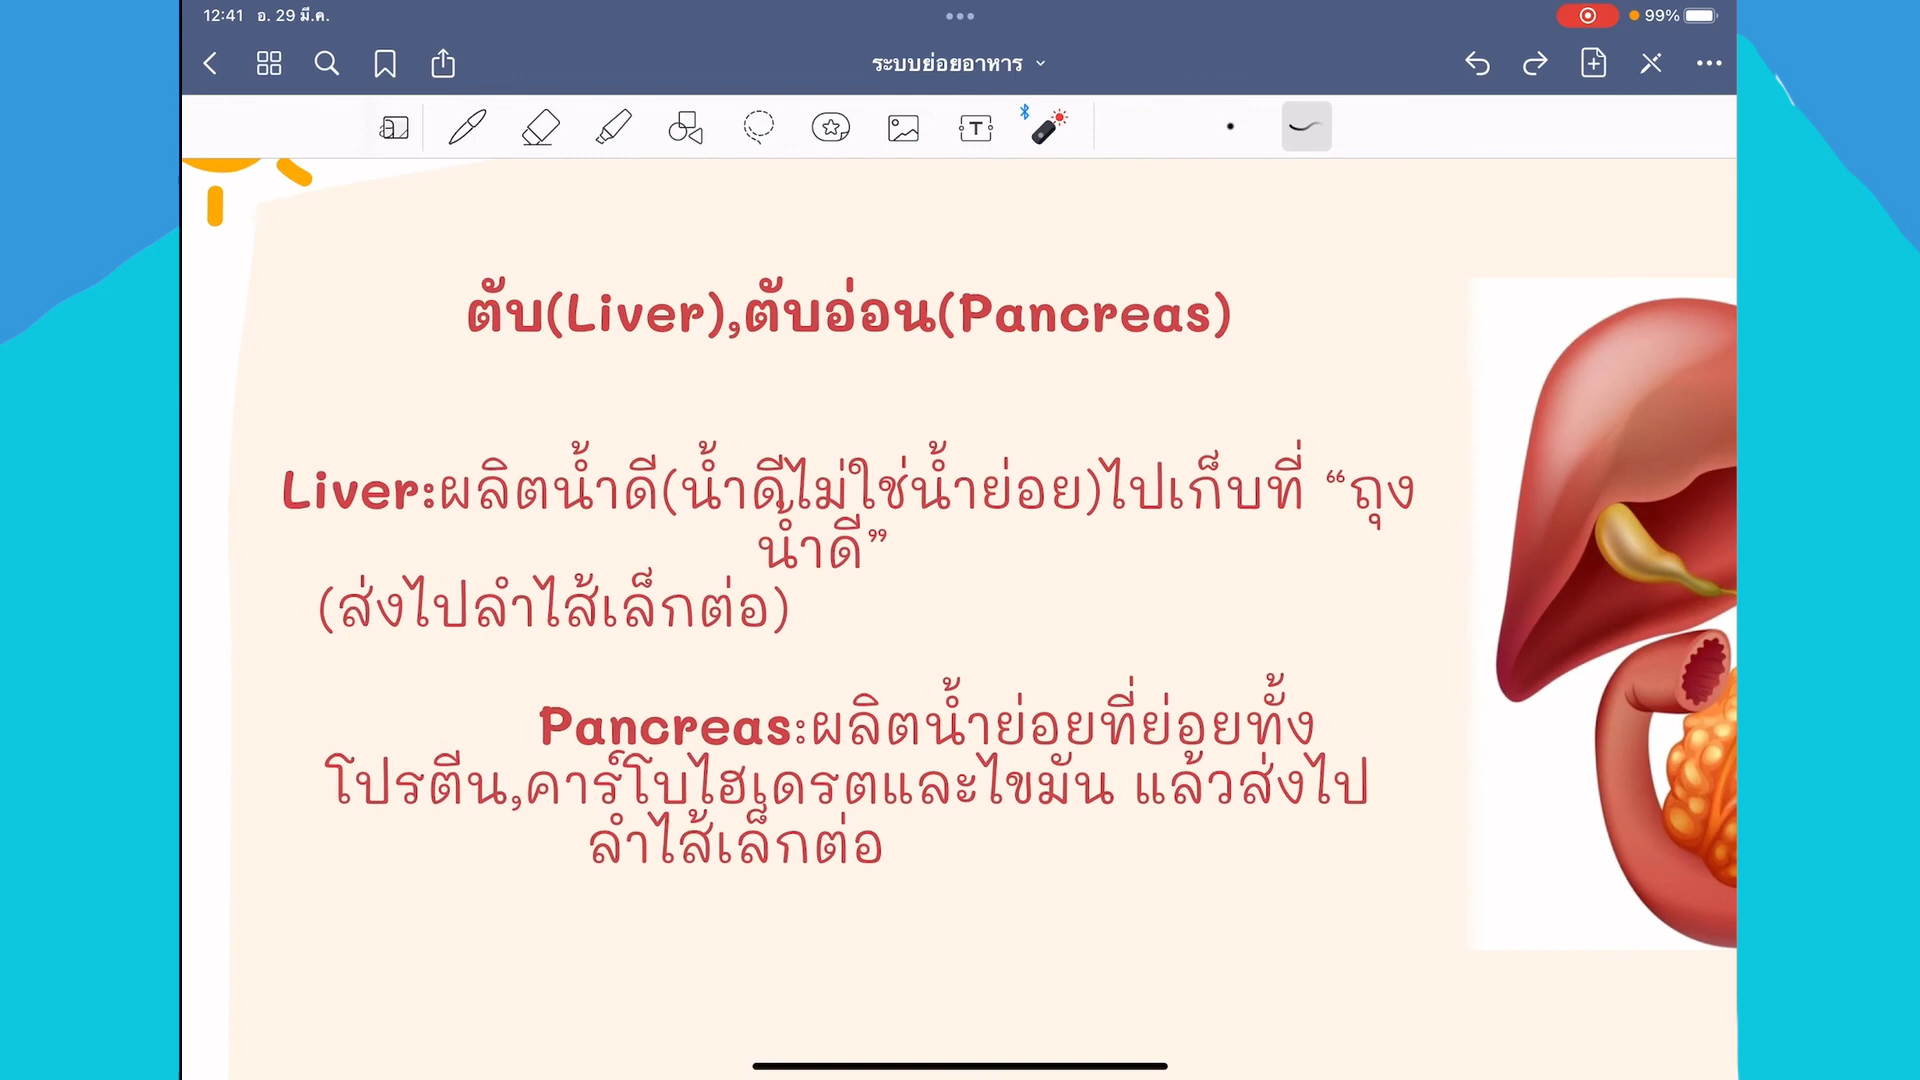 12:41 อ. 29 มี.ค.
99%
ระบบย่อยอาหาร
T
ตับ(Liver),ตับอ่อน(Pancreas)
Liver:ผลิตน้ำดี(น้ำดีไม่ใช่น้ำย่อย)ไปเก็บที่ “ถุง
น้ำดี”
(ส่งไปลำไส้เล็กต่อ)
Pancreas:ผลิตน้ำย่อยที่ย่อยทั้ง
โปรตีน,คาร์โบไฮเดรตและไขมัน แล้วส่งไป
ลำไส้เล็กต่อ